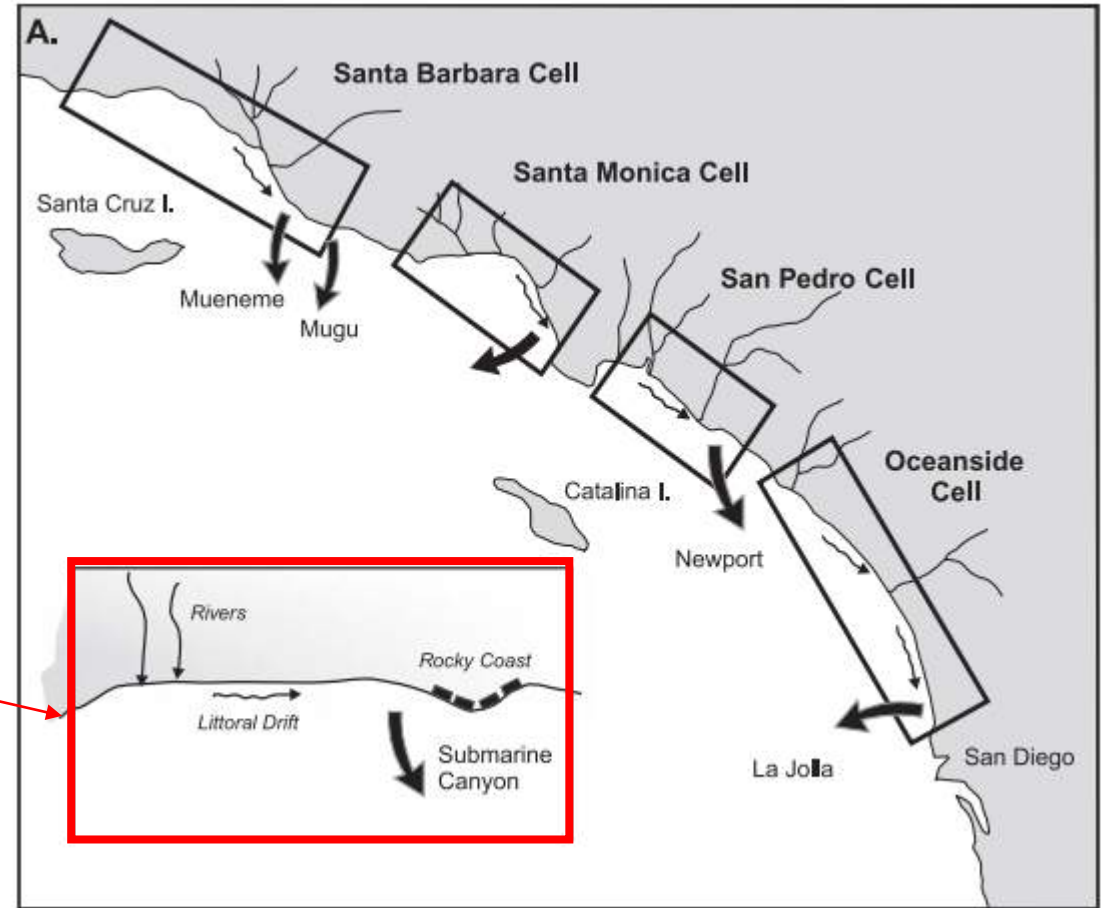 A.
Santa Barbara Cell
Santa Monica Cell
Santa Cruz I.
San Pedro Cell
Mueneme
Mugu
Oceanside
Cell
Catalina I.
Newport
Rivers
Rocky Coast
Littoral Drift
Submarine
Canyon
La Jolla
San Diego